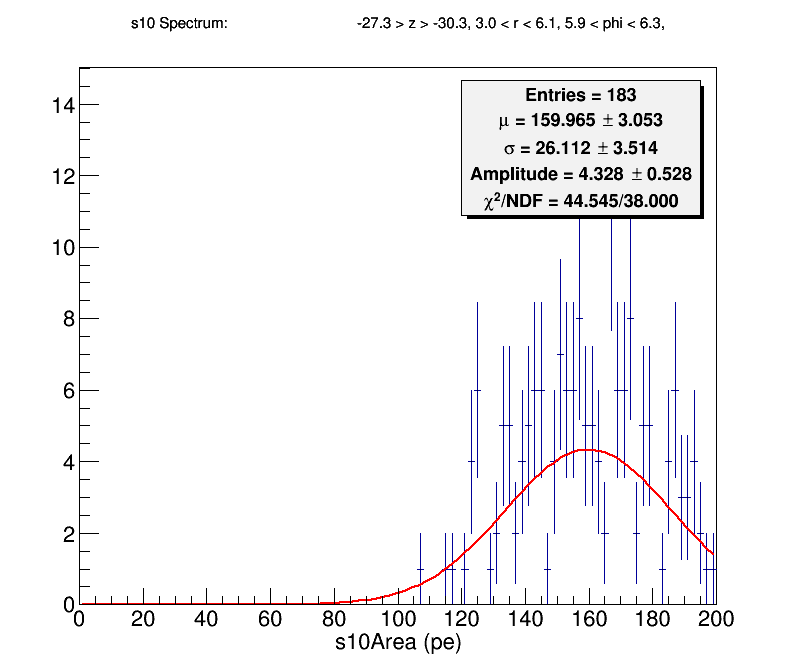 s10 Spectrum: -27.3 > z > -30.3, 3.0 < r < 6.1, 5.9 < phi < 6.3,
Entries = 183
μ = 159.965 ± 3.053
σ = 26.112 ± 3.514
Amplitude = 4.328 ± 0.528
χ²/NDF = 44.545/38.000
14
12
10
8
6
4
2
0
0 20 40 60 80 100 120 140 160 180 200
s10Area (pe)